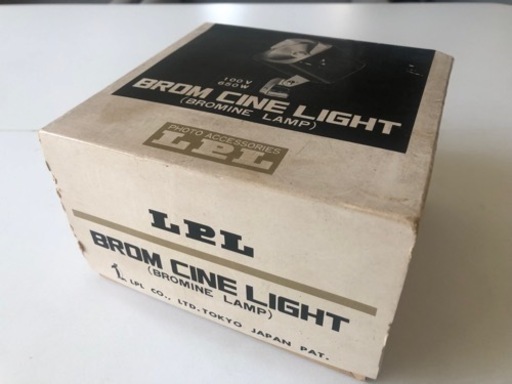 100V
650W
BROM CINE LIGHT
(BROMINE LAMP)
PHOTO ACCESSORIES
LPL
LPL
BROM CINE LIGHT
(BROMINE LAMP)
LPL CO., LTD. TOKYO JAPAN PAT.